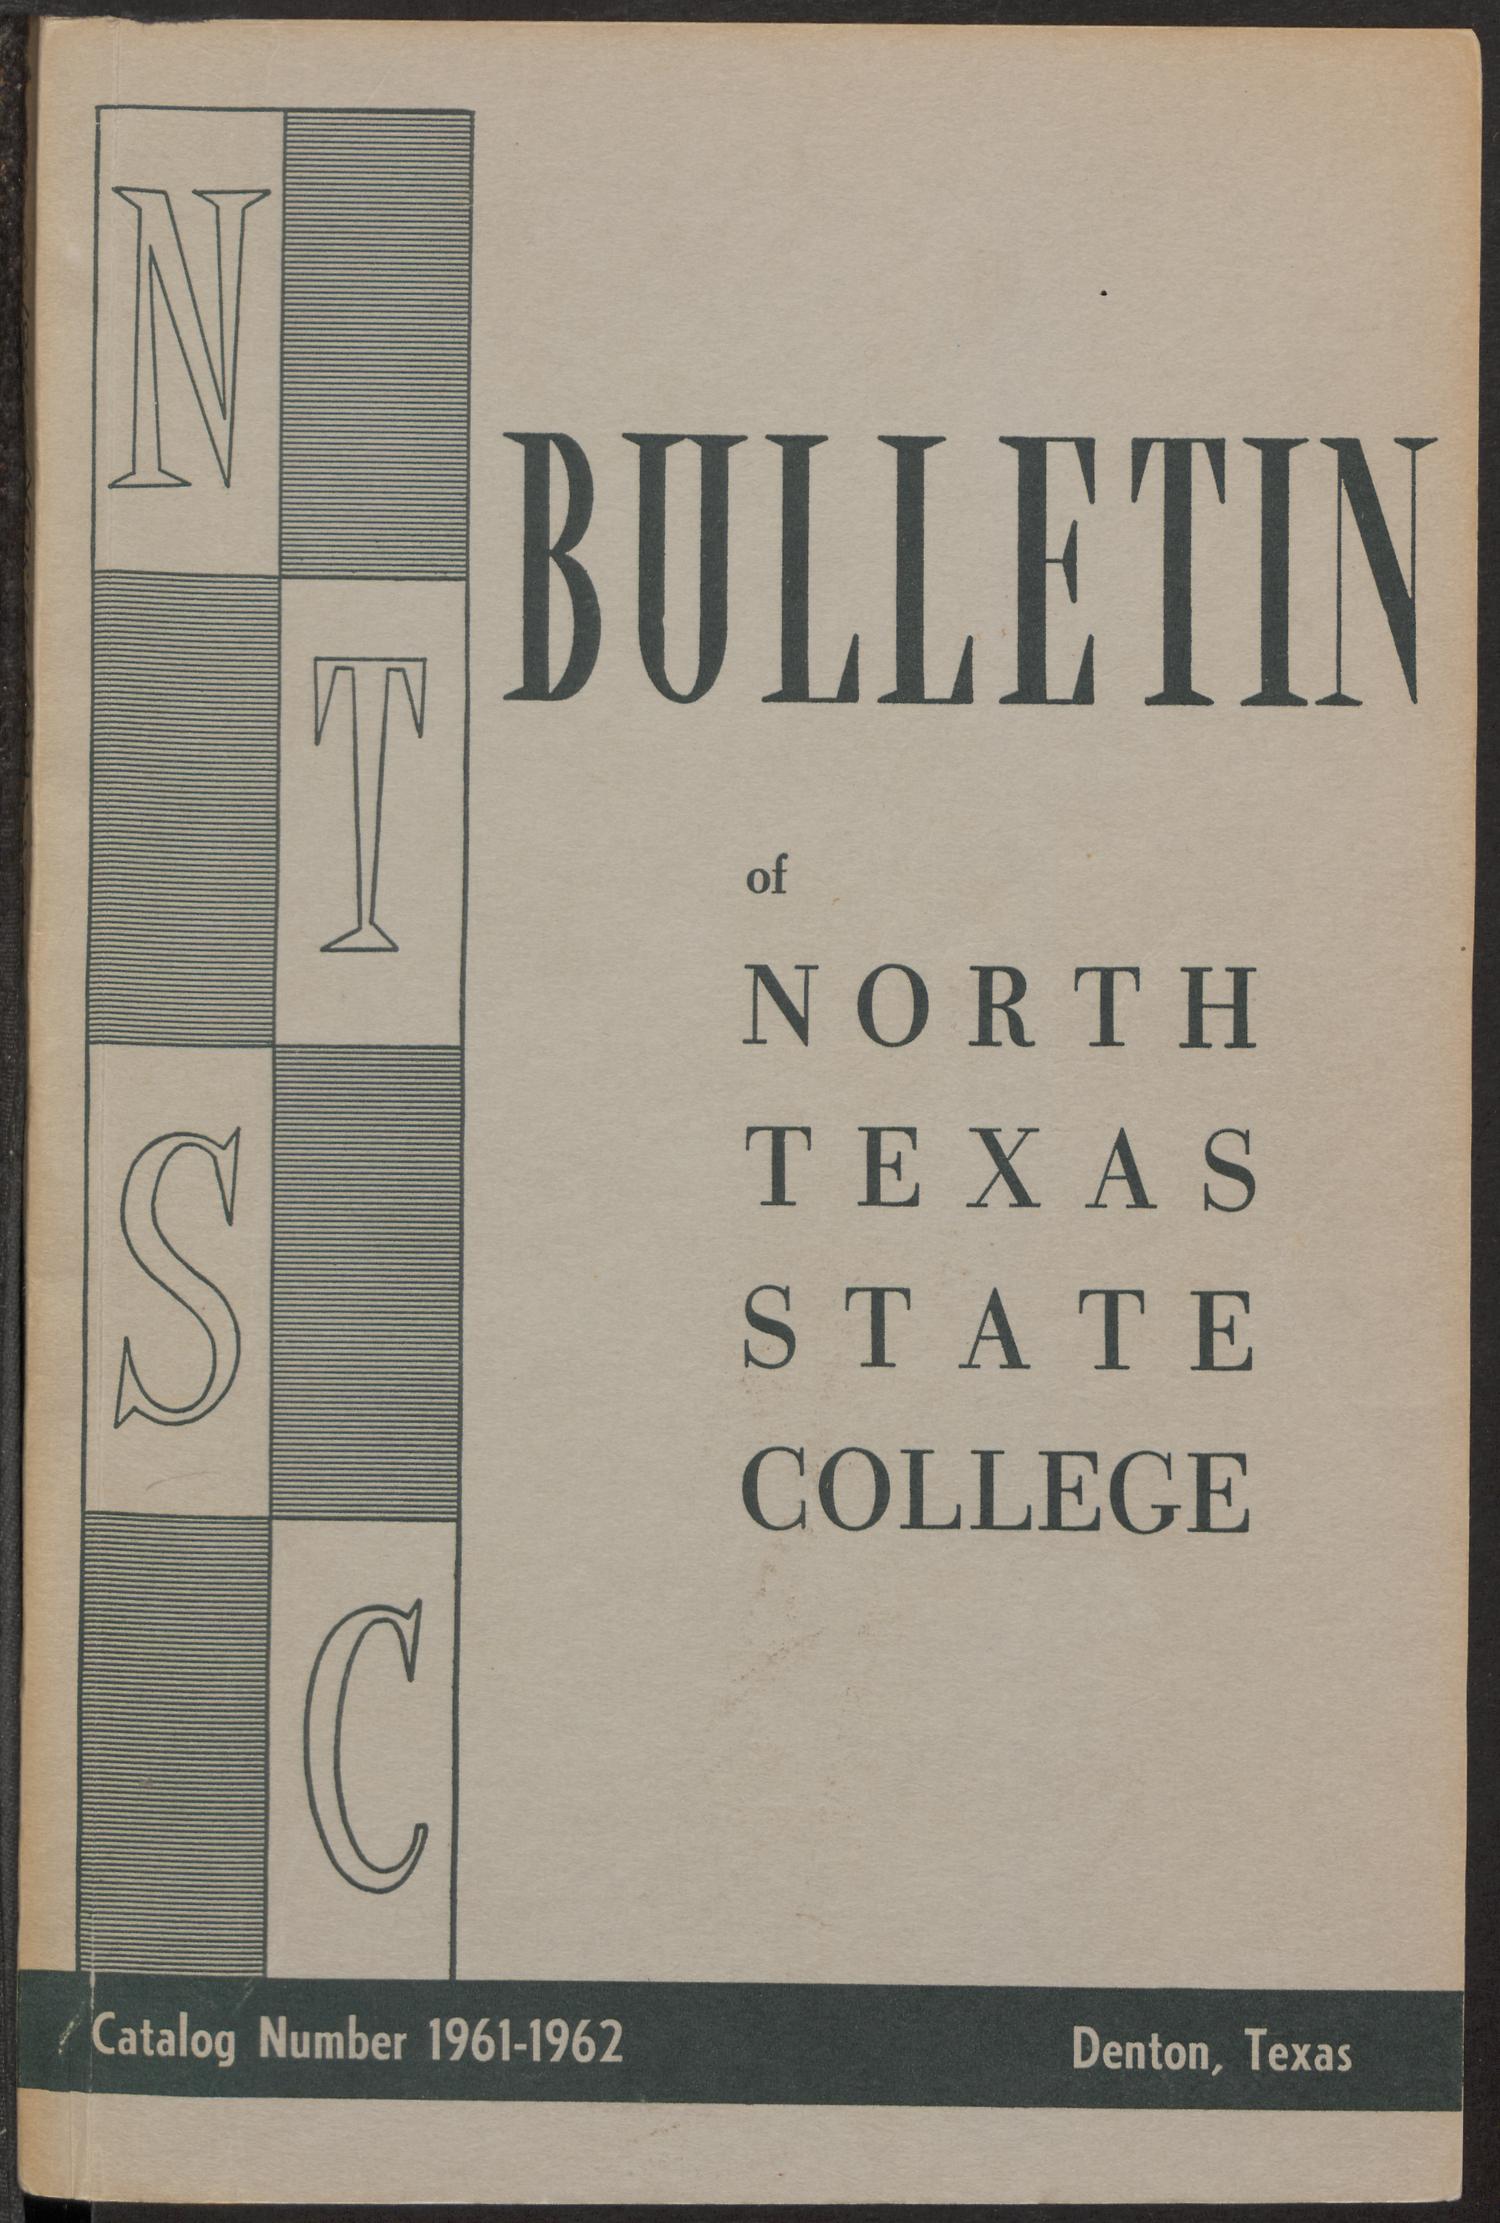 N
T
S
C
BULLETIN
of
NORTH
TEXAS
STATE
COLLEGE
Catalog Number 1961-1962
Denton, Texas